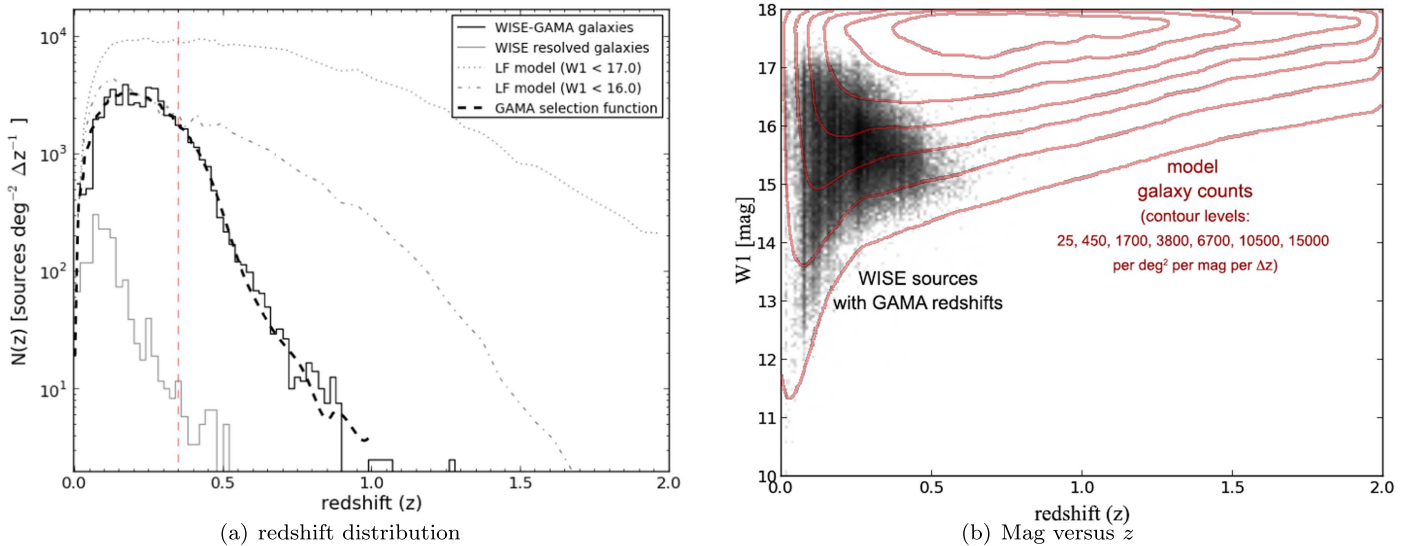 WISE-GAMA galaxies
WISE resolved galaxies
LF model (W1 < 17.0)
LF model (W1 < 16.0)
GAMA selection function
N(z) [sources deg⁻² Δz⁻¹ ]
10⁴
10³
10²
10¹
0.0 0.5 1.0 1.5 2.0
redshift (z)
(a) redshift distribution
W1 [mag]
18
17
16
15
14
13
12
11
10
model
galaxy counts
(contour levels:
25, 450, 1700, 3800, 6700, 10500, 15000
per deg² per mag per Δz)
WISE sources
with GAMA redshifts
0.0 0.5 1.0 1.5 2.0
redshift (z)
(b) Mag versus z